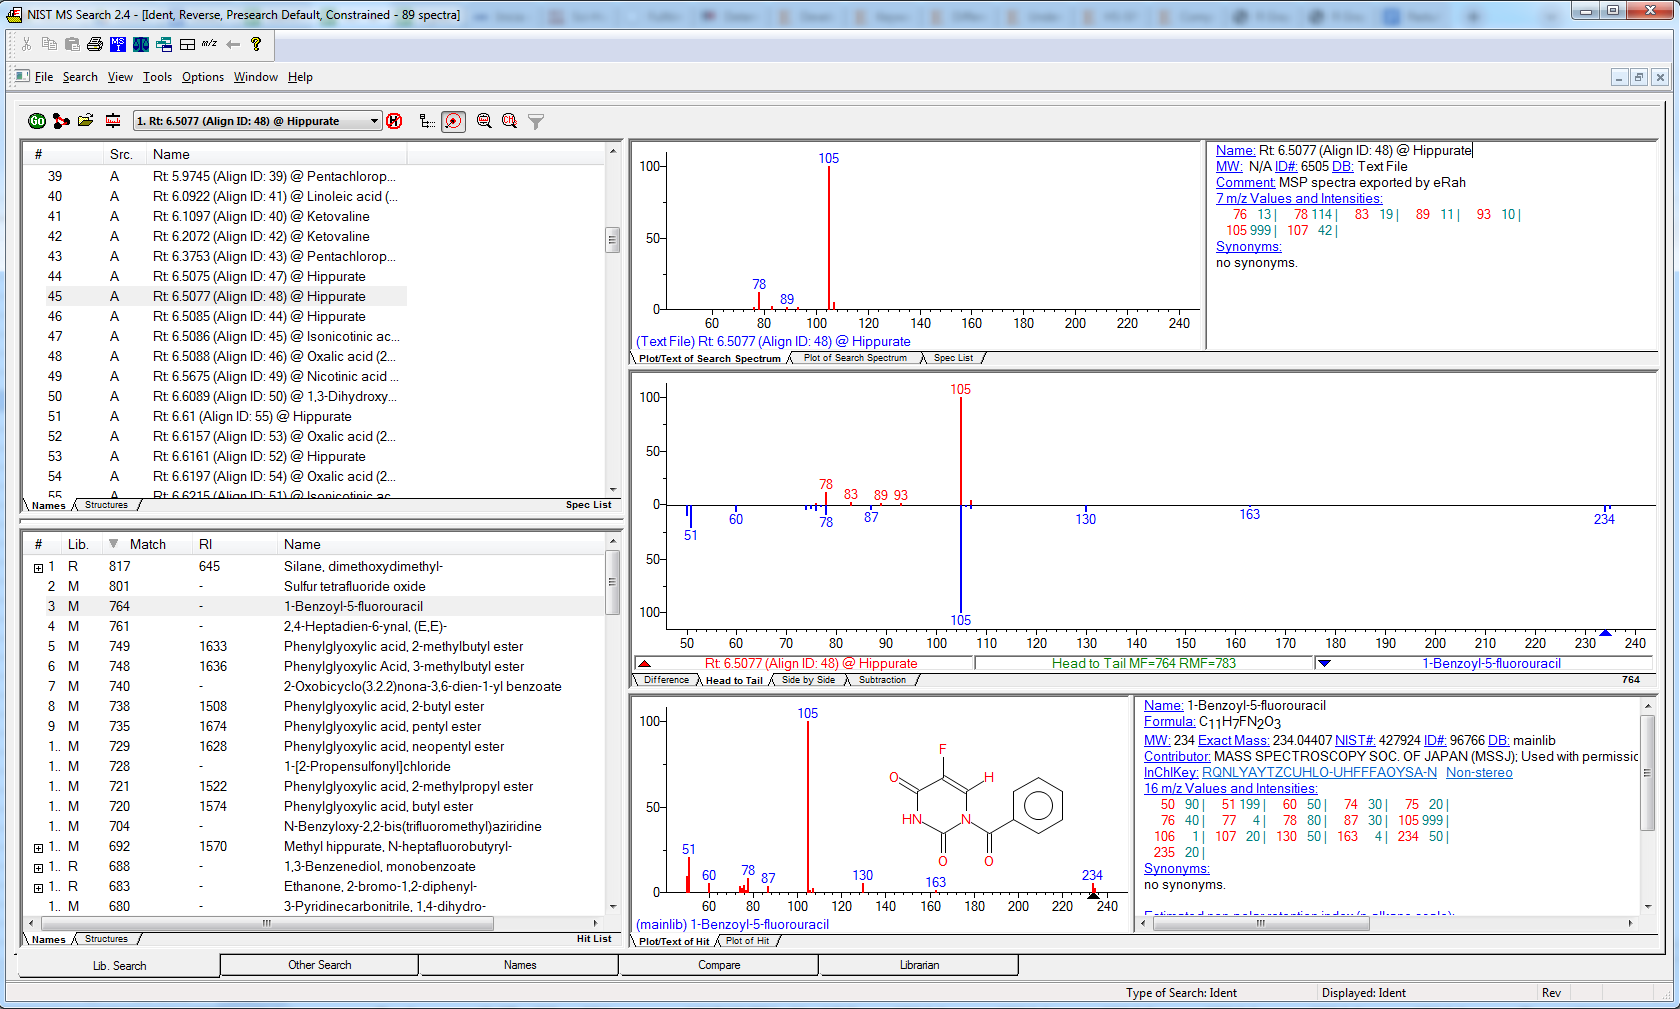 NIST MS Search 2.4 - [Ident, Reverse, Presearch Default, Constrained - 89 spectra]
MS
I
m/z
File Search View Tools Options Window Help
GO
1. Rt: 6.5077 (Align ID: 48) @ Hippurate
H
# Src. Name
39 A Rt: 5.9745 (Align ID: 39) @ Pentachlorop...
40 A Rt: 6.0922 (Align ID: 41) @ Linoleic acid (...
41 A Rt: 6.1097 (Align ID: 40) @ Ketovaline
42 A Rt: 6.2072 (Align ID: 42) @ Ketovaline
43 A Rt: 6.3753 (Align ID: 43) @ Pentachlorop...
44 A Rt: 6.5075 (Align ID: 47) @ Hippurate
45 A Rt: 6.5077 (Align ID: 48) @ Hippurate
46 A Rt: 6.5085 (Align ID: 44) @ Hippurate
47 A Rt: 6.5086 (Align ID: 45) @ Isonicotinic ac...
48 A Rt: 6.5088 (Align ID: 46) @ Oxalic acid (2...
49 A Rt: 6.5675 (Align ID: 49) @ Nicotinic acid ...
50 A Rt: 6.6089 (Align ID: 50) @ 1,3-Dihydroxy...
51 A Rt: 6.61 (Align ID: 55) @ Hippurate
52 A Rt: 6.6157 (Align ID: 53) @ Oxalic acid (2...
53 A Rt: 6.6161 (Align ID: 52) @ Hippurate
54 A Rt: 6.6197 (Align ID: 54) @ Oxalic acid (2...
55 A Rt: 6.6215 (Align ID: 51) @ Isonicotinic ac...
Names Structures Spec List
# Lib. Match RI Name
1 R 817 645 Silane, dimethoxydimethyl-
2 M 801 - Sulfur tetrafluoride oxide
3 M 764 - 1-Benzoyl-5-fluorouracil
4 M 761 - 2,4-Heptadien-6-ynal, (E,E)-
5 M 749 1633 Phenylglyoxylic acid, 2-methylbutyl ester
6 M 748 1636 Phenylglyoxylic Acid, 3-methylbutyl ester
7 M 740 - 2-Oxobicyclo(3.2.2)nona-3,6-dien-1-yl benzoate
8 M 738 1508 Phenylglyoxylic acid, 2-butyl ester
9 M 735 1674 Phenylglyoxylic acid, pentyl ester
1.. M 729 1628 Phenylglyoxylic acid, neopentyl ester
1.. M 728 - 1-[2-Propensulfonyl]chloride
1.. M 721 1522 Phenylglyoxylic acid, 2-methylpropyl ester
1.. M 720 1574 Phenylglyoxylic acid, butyl ester
1.. M 704 - N-Benzyloxy-2,2-bis(trifluoromethyl)aziridine
1.. M 692 1570 Methyl hippurate, N-heptafluorobutyryl-
1.. R 688 - 1,3-Benzenediol, monobenzoate
1.. R 683 - Ethanone, 2-bromo-1,2-diphenyl-
1.. M 680 - 3-Pyridinecarbonitrile, 1,4-dihydro-
Names Structures Hit List
100 50 0
105 78 89
60 80 100 120 140 160 180 200 220 240
(Text File) Rt: 6.5077 (Align ID: 48) @ Hippurate
Plot/Text of Search Spectrum Plot of Search Spectrum Spec List
Name: Rt: 6.5077 (Align ID: 48) @ Hippurate
MW: N/A ID#: 6505 DB: Text File
Comment: MSP spectra exported by eRah
7 m/z Values and Intensities:
76 13 | 78 114 | 83 19 | 89 11 | 93 10 |
105 999 | 107 42 |
Synonyms:
no synonyms.
100 50 0 50 100
105
78 83 89 93
51 60 78 87 130 163 234
105
50 60 70 80 90 100 110 120 130 140 150 160 170 180 190 200 210 220 230 240
Rt: 6.5077 (Align ID: 48) @ Hippurate Head to Tail MF=764 RMF=783 1-Benzoyl-5-fluorouracil
Difference Head to Tail Side by Side Subtraction 764
100 50 0
105
51 60 78 87 130 163 234
60 80 100 120 140 160 180 200 220 240
F
O H
HN N
O O
(mainlib) 1-Benzoyl-5-fluorouracil
Plot/Text of Hit Plot of Hit
Name: 1-Benzoyl-5-fluorouracil
Formula: C11H7FN2O3
MW: 234 Exact Mass: 234.04407 NIST#: 427924 ID#: 96766 DB: mainlib
Contributor: MASS SPECTROSCOPY SOC. OF JAPAN (MSSJ); Used with permissic
InChIKey: RQNLYAYTZCUHLO-UHFFFAOYSA-N Non-stereo
16 m/z Values and Intensities:
50 90 | 51 199 | 60 50 | 74 30 | 75 20 |
76 40 | 77 4 | 78 80 | 87 30 | 105 999 |
106 1 | 107 20 | 130 50 | 163 4 | 234 50 |
235 20 |
Synonyms:
no synonyms.
Estimated non-polar retention index (n-alkane scale):
Lib. Search Other Search Names Compare Librarian
Type of Search: Ident Displayed: Ident Rev